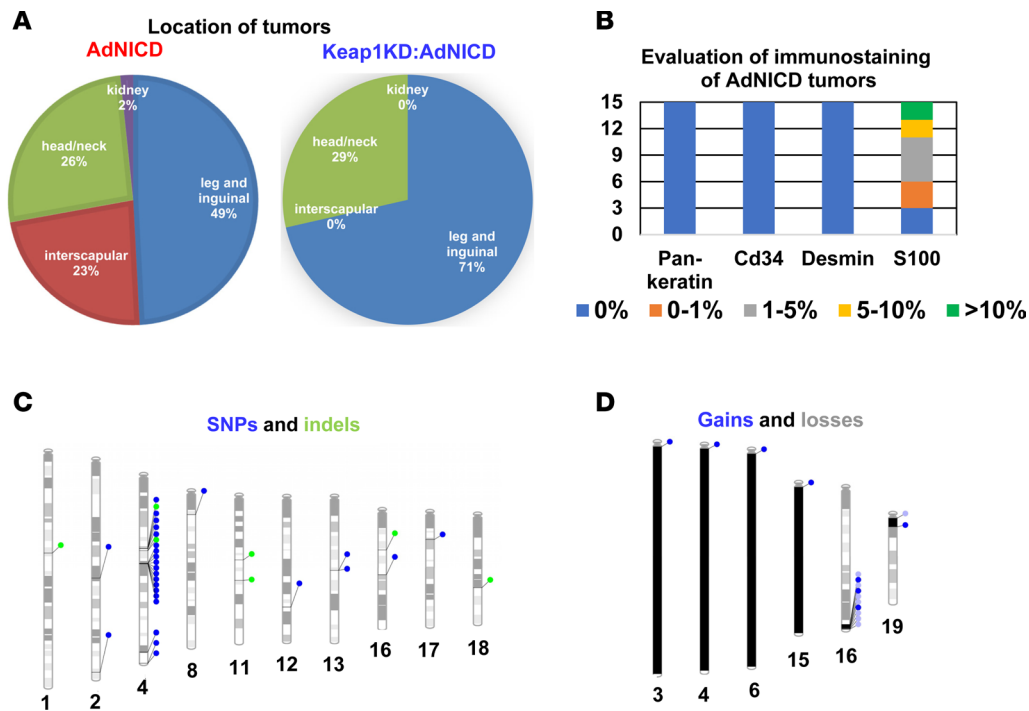 A
Location of tumors
AdNICD
Keap1KD:AdNICD
kidney
2%
head/neck
26%
leg and
inguinal
49%
interscapular
23%
kidney
0%
head/neck
29%
interscapular
0%
leg and
inguinal
71%
B
Evaluation of immunostaining
of AdNICD tumors
15
12
9
6
3
0
Pan-
keratin
Cd34
Desmin
S100
0%
0-1%
1-5%
5-10%
>10%
C
SNPs and indels
1
2
4
8
11
12
13
16
17
18
D
Gains and losses
3
4
6
15
16
19